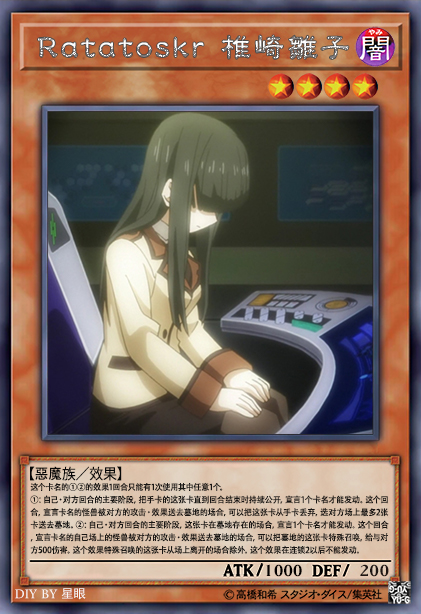 Ratatoskr 椎崎雛子
やみ
闇
【惡魔族／效果】
这个卡名的①②的效果1回合只能有1次使用其中任意1个。
①：自己·对方回合的主要阶段，把手卡的这张卡直到回合结束时持续公开，宣言1个卡名才能发动。这个回
合，宣言卡名的怪兽被对方的攻击·效果送去墓地的场合，可以把这张卡从手卡丢弃，选对方场上最多2张
卡送去墓地。②：自己·对方回合的主要阶段，这张卡在墓地存在的场合，宣言1个卡名才能发动。这个回合
，宣言卡名的自己场上的怪兽被对方的攻击·效果送去墓地的场合，可以把墓地的这张卡特殊召唤，给与对
方500伤害，这个效果特殊召唤的这张卡从场上离开的场合除外。这个效果在连锁2以后不能发动。
ATK/1000 DEF/ 200
DIY BY 星眼
©高橋和希 スタジオ・ダイス/集英社